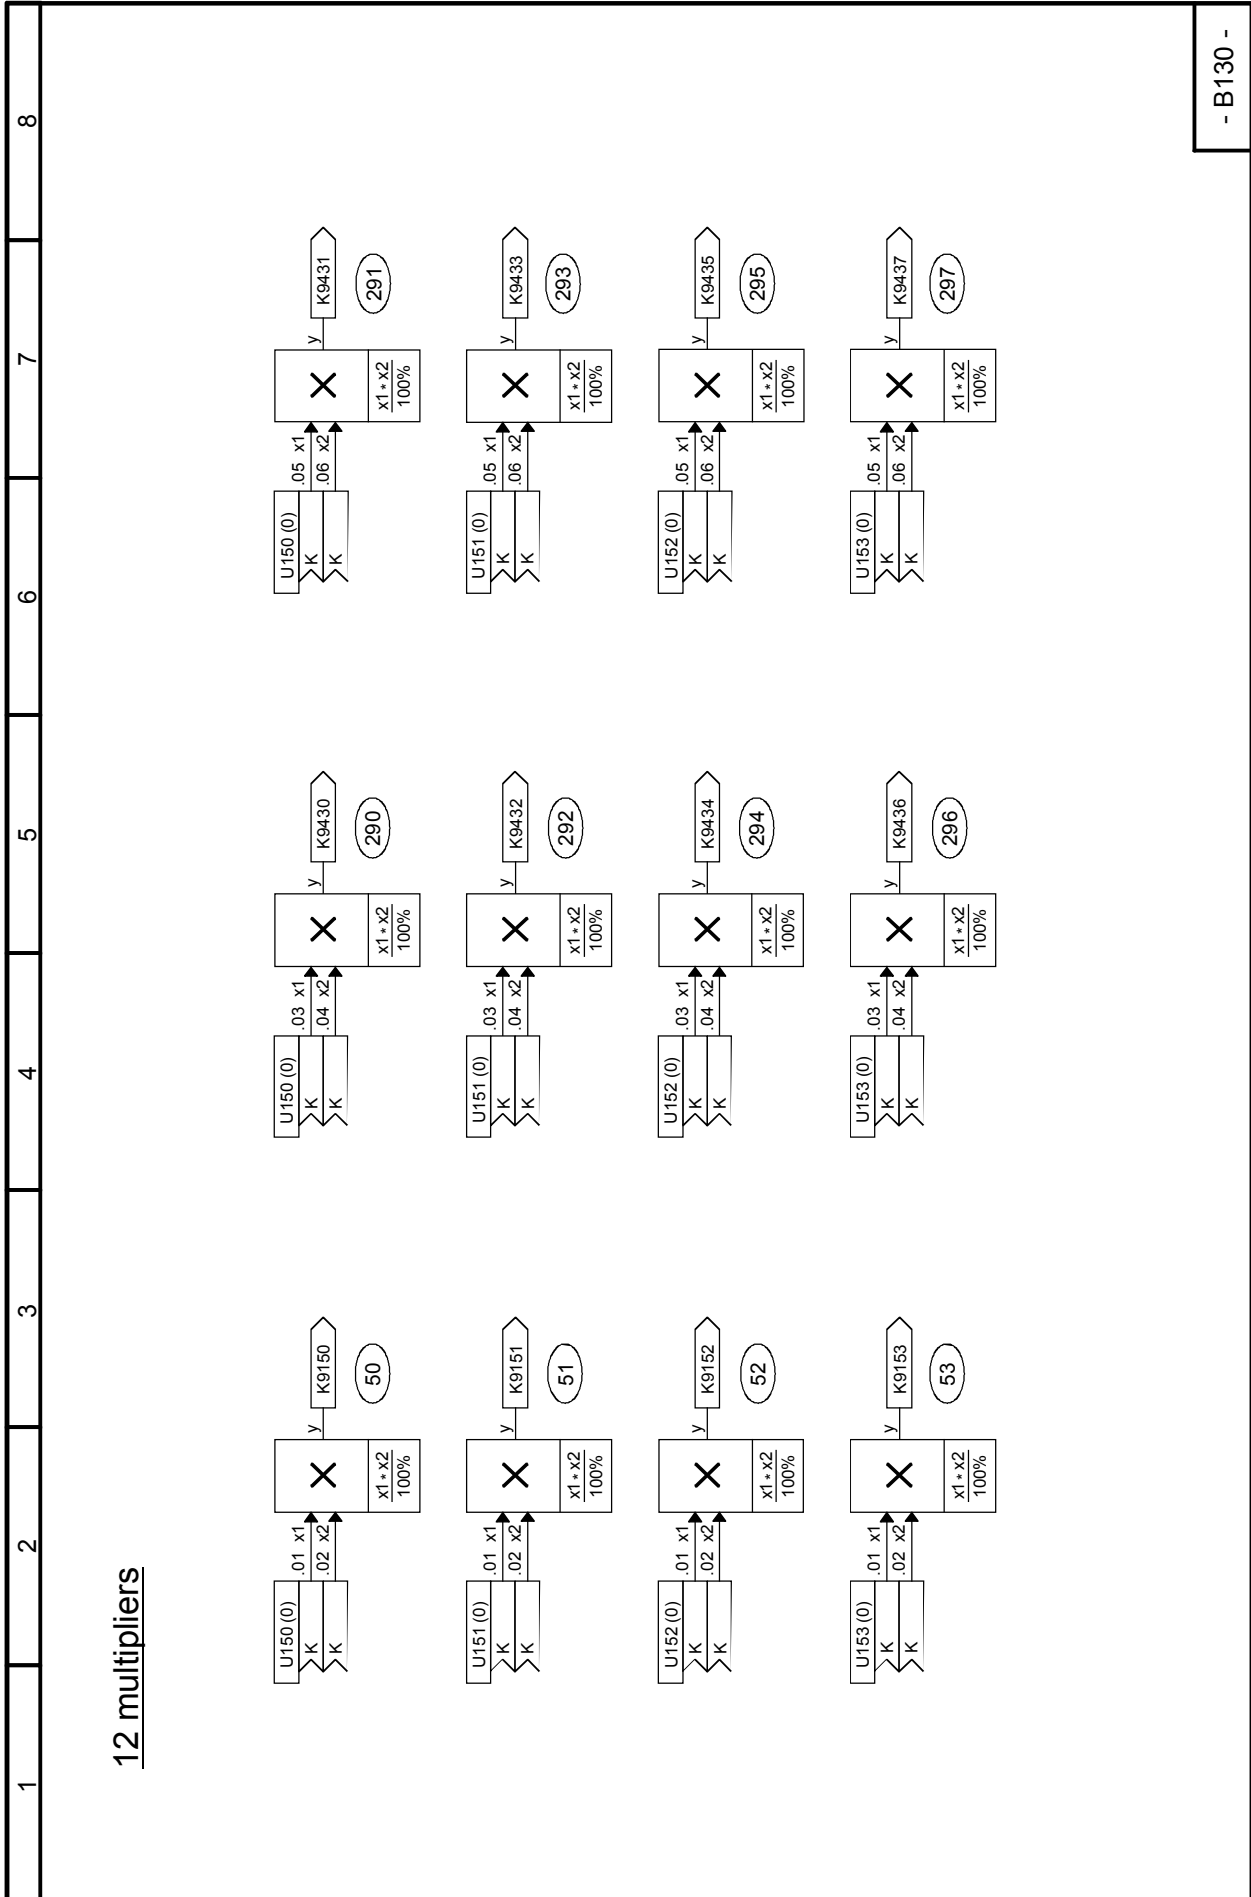 1 2 3 4 5 6 7 8
12 multipliers
U150 (0)
K .01 x1
K .02 x2
y K9150
x1 * x2
100%
50
U150 (0)
K .03 x1
K .04 x2
y K9430
x1 * x2
100%
290
U150 (0)
K .05 x1
K .06 x2
y K9431
x1 * x2
100%
291
U151 (0)
K .01 x1
K .02 x2
y K9151
x1 * x2
100%
51
U151 (0)
K .03 x1
K .04 x2
y K9432
x1 * x2
100%
292
U151 (0)
K .05 x1
K .06 x2
y K9433
x1 * x2
100%
293
U152 (0)
K .01 x1
K .02 x2
y K9152
x1 * x2
100%
52
U152 (0)
K .03 x1
K .04 x2
y K9434
x1 * x2
100%
294
U152 (0)
K .05 x1
K .06 x2
y K9435
x1 * x2
100%
295
U153 (0)
K .01 x1
K .02 x2
y K9153
x1 * x2
100%
53
U153 (0)
K .03 x1
K .04 x2
y K9436
x1 * x2
100%
296
U153 (0)
K .05 x1
K .06 x2
y K9437
x1 * x2
100%
297
- B130 -